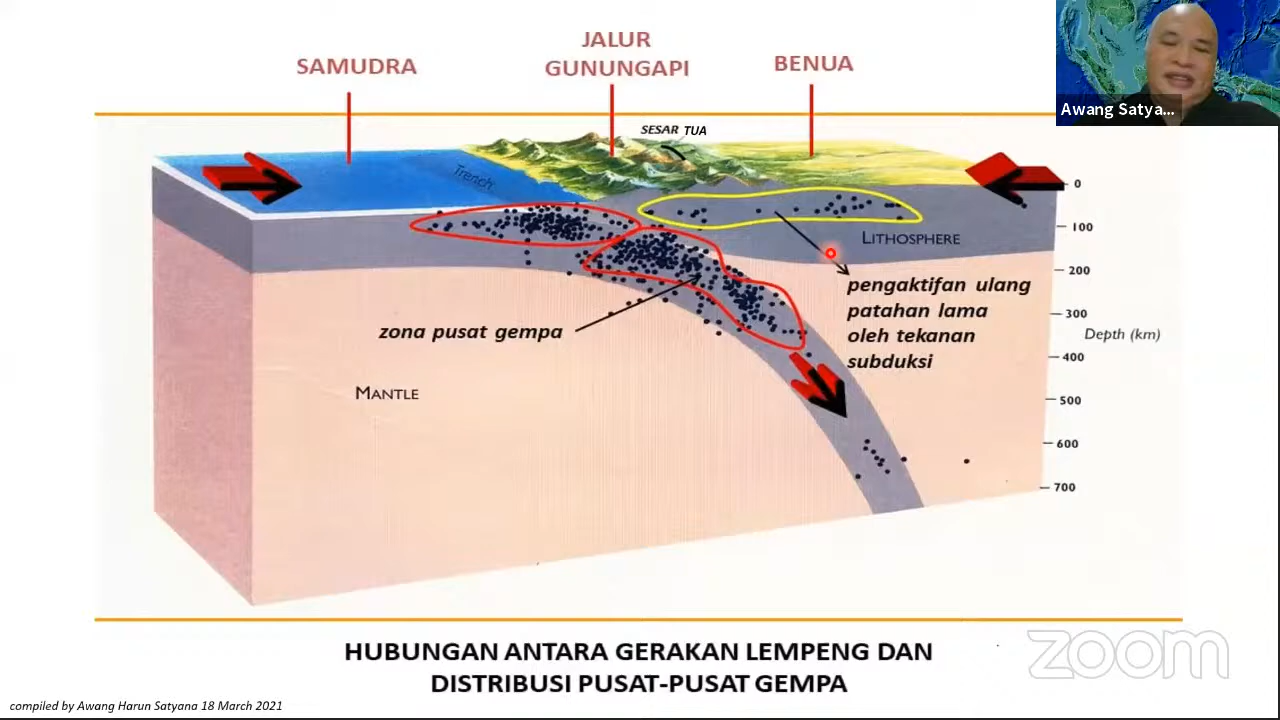 SAMUDRA
JALUR
GUNUNGAPI
BENUA
Awang Satya...
SESAR TUA
Trench
0
100
LITHOSPHERE
200
pengaktifan ulang
patahan lama
oleh tekanan
subduksi
300
Depth (km)
zona pusat gempa
400
MANTLE
500
600
700
HUBUNGAN ANTARA GERAKAN LEMPENG DAN
DISTRIBUSI PUSAT-PUSAT GEMPA
zoom
compiled by Awang Harun Satyana 18 March 2021